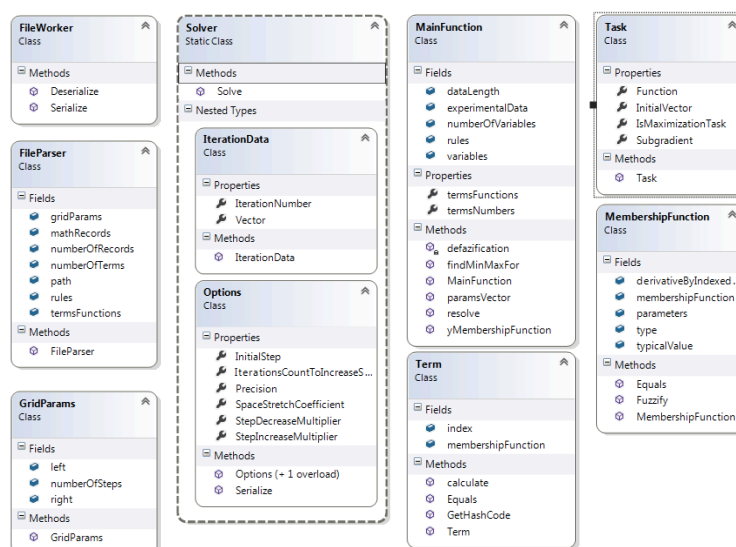 FileWorker
Class
Methods
Deserialize
Serialize
FileParser
Class
Fields
gridParams
mathRecords
numberOfRecords
numberOfTerms
path
rules
termsFunctions
Methods
FileParser
GridParams
Class
Fields
left
numberOfSteps
right
Methods
GridParams
Solver
Static Class
Methods
Solve
Nested Types
IterationData
Class
Properties
IterationNumber
Vector
Methods
IterationData
Options
Class
Properties
InitialStep
IterationsCountToIncreaseS...
Precision
SpaceStretchCoefficient
StepDecreaseMultiplier
StepIncreaseMultiplier
Methods
Options (+ 1 overload)
Serialize
MainFunction
Class
Fields
dataLength
experimentalData
numberOfVariables
rules
variables
Properties
termsFunctions
termsNumbers
Methods
defazification
findMinMaxFor
MainFunction
paramsVector
resolve
yMembershipFunction
Term
Class
Fields
index
membershipFunction
Methods
calculate
Equals
GetHashCode
Term
Task
Class
Properties
Function
InitialVector
IsMaximizationTask
Subgradient
Methods
Task
MembershipFunction
Class
Fields
derivativeByIndexed.
membershipFunction
parameters
type
typicalValue
Methods
Equals
Fuzzify
MembershipFunction